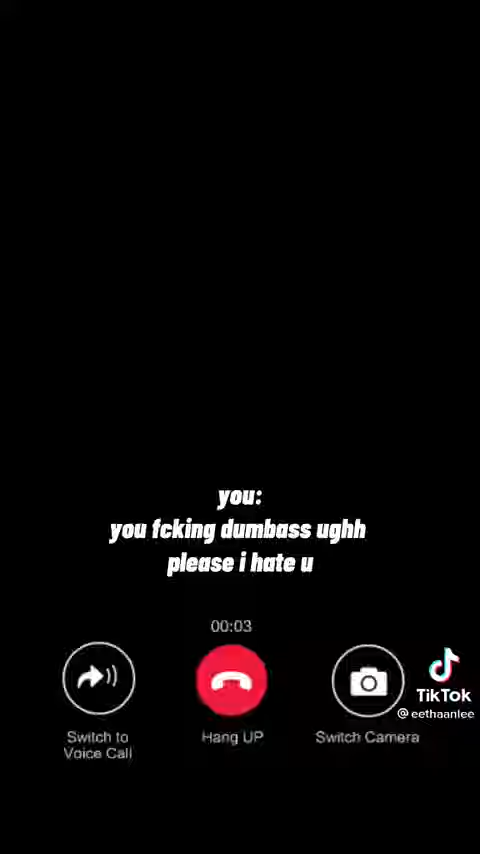 you:
you fcking dumbass ughh
please i hate u
00:03
Switch to
Voice Call
Hang UP
Switch Camera
TikTok
@eethaanlee